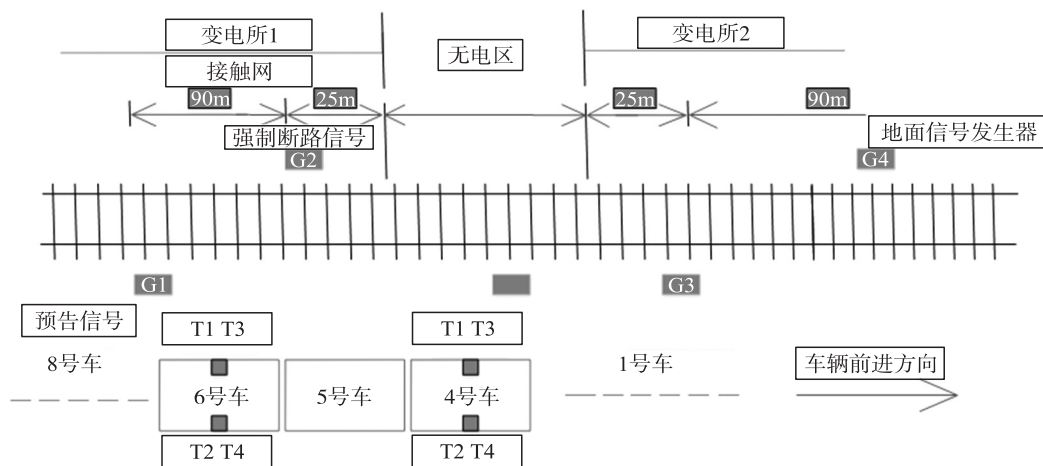 变电所1
接触网
无电区
变电所2
90m
25m
25m
90m
强制断路信号
地面信号发生器
G2
G4
G1
G3
预告信号
T1 T3
T1 T3
8号车
6号车
5号车
4号车
1号车
车辆前进方向
T2 T4
T2 T4